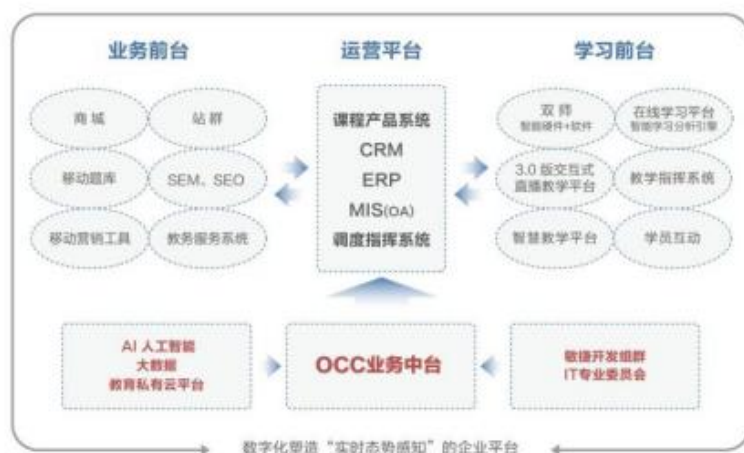 业务前台
运营平台
学习前台
商城
站群
移动题库
SEM、SEO
移动营销工具
教务服务系统
课程产品系统
CRM
ERP
MIS(OA)
调度指挥系统
双师
智能硬件+软件
在线学习平台
智能学习分析引擎
3.0 版交互式
直播教学平台
教学指挥系统
智慧教学平台
学员互动
AI 人工智能
大数据
教育私有云平台
OCC业务中台
敏捷开发组群
IT专业委员会
数字化塑造“实时态势感知”的企业平台